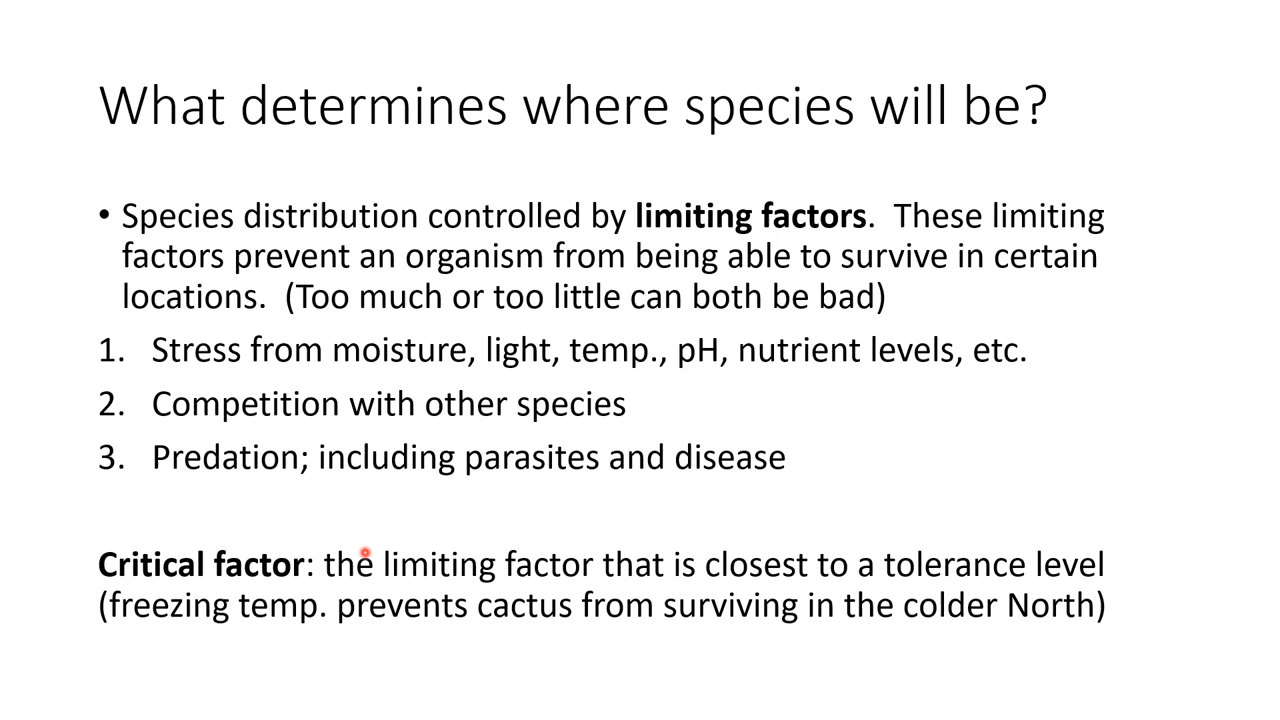 What determines where species will be?
• Species distribution controlled by limiting factors.  These limiting
factors prevent an organism from being able to survive in certain
locations.  (Too much or too little can both be bad)
1. Stress from moisture, light, temp., pH, nutrient levels, etc.
2. Competition with other species
3. Predation; including parasites and disease
Critical factor: the limiting factor that is closest to a tolerance level
(freezing temp. prevents cactus from surviving in the colder North)